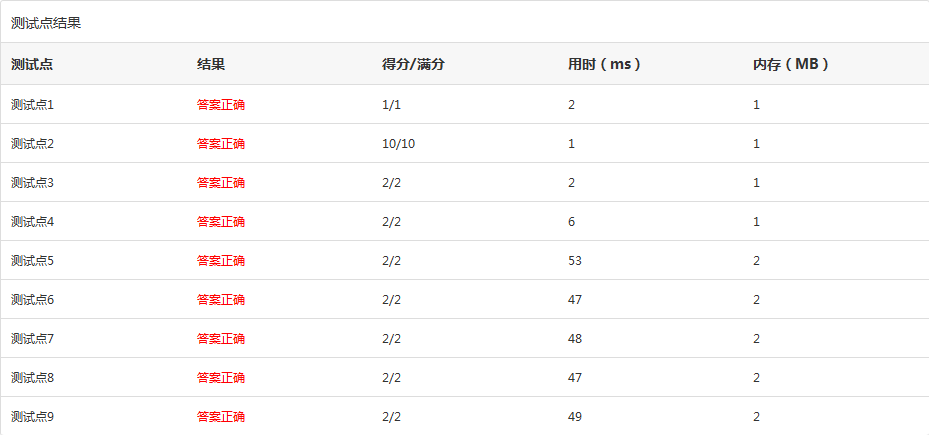 测试点结果
测试点 结果 得分/满分 用时（ms） 内存（MB）
测试点1 答案正确 1/1 2 1
测试点2 答案正确 10/10 1 1
测试点3 答案正确 2/2 2 1
测试点4 答案正确 2/2 6 1
测试点5 答案正确 2/2 53 2
测试点6 答案正确 2/2 47 2
测试点7 答案正确 2/2 48 2
测试点8 答案正确 2/2 47 2
测试点9 答案正确 2/2 49 2